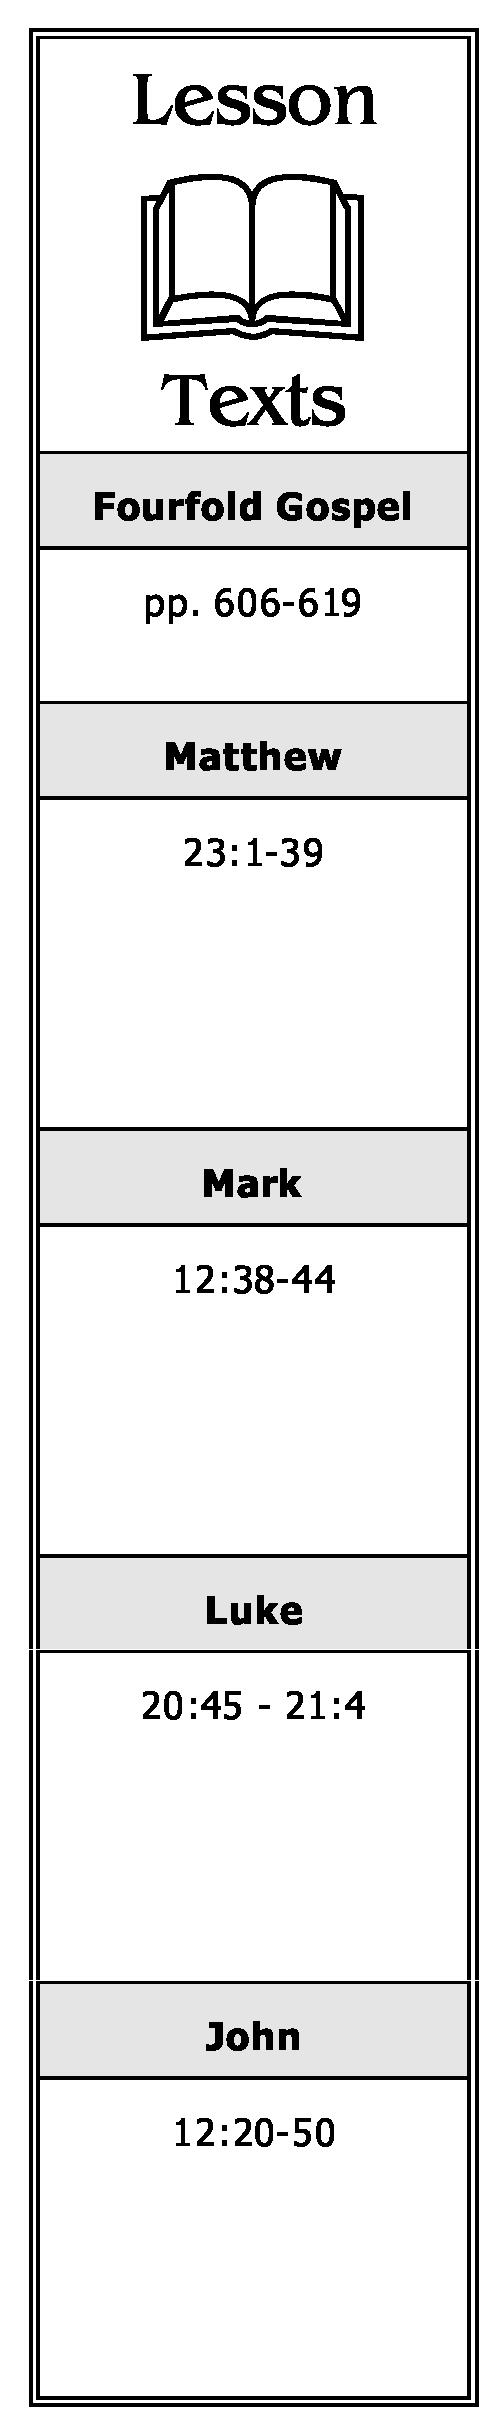 Lesson
Texts
Fourfold Gospel
pp. 606-619
Matthew
23:1-39
Mark
12:38-44
Luke
20:45 - 21:4
John
12:20-50